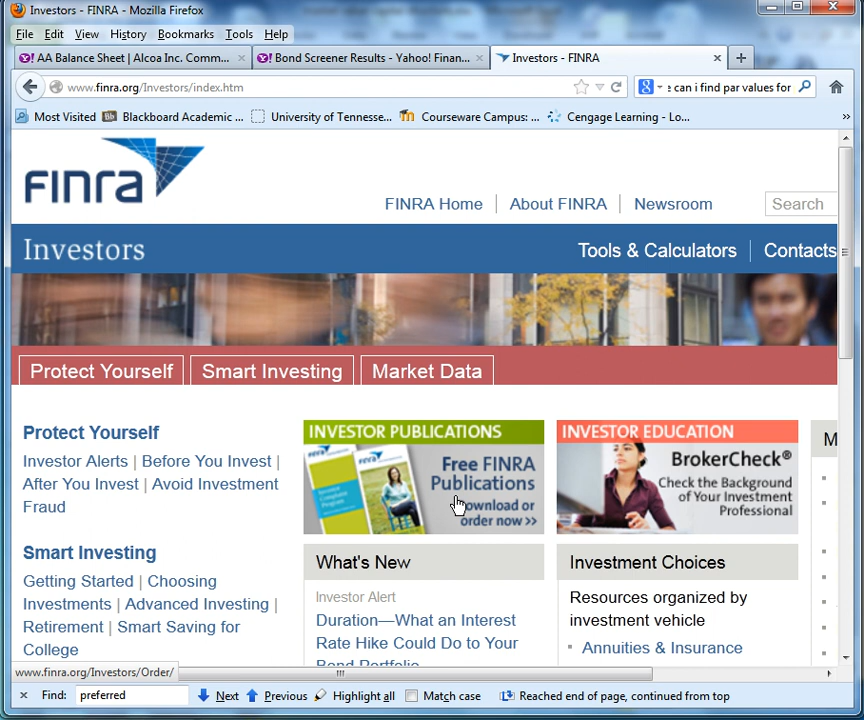 Investors - FINRA - Mozilla Firefox
File Edit View History Bookmarks Tools Help
AA Balance Sheet | Alcoa Inc. Comm...
Bond Screener Results - Yahoo! Finan...
Investors - FINRA
www.finra.org/Investors/index.htm
can i find par values for
Most Visited
Blackboard Academic ...
University of Tennesse...
Courseware Campus: ...
Cengage Learning - Lo...
finra
FINRA Home | About FINRA | Newsroom
Search
Investors
Tools & Calculators | Contacts
Protect Yourself
Smart Investing
Market Data
Protect Yourself
Investor Alerts | Before You Invest |
After You Invest | Avoid Investment
Fraud
Smart Investing
Getting Started | Choosing
Investments | Advanced Investing |
Retirement | Smart Saving for
College
INVESTOR PUBLICATIONS
Free FINRA
Publications
Download or
order now >>
What's New
Investor Alert
Duration—What an Interest
Rate Hike Could Do to Your
Bond Portfolio
INVESTOR EDUCATION
BrokerCheck®
Check the Background
of Your Investment
Professional
Investment Choices
Resources organized by
investment vehicle
Annuities & Insurance
M
www.finra.org/Investors/Order/
Find: preferred
Next
Previous
Highlight all
Match case
Reached end of page, continued from top